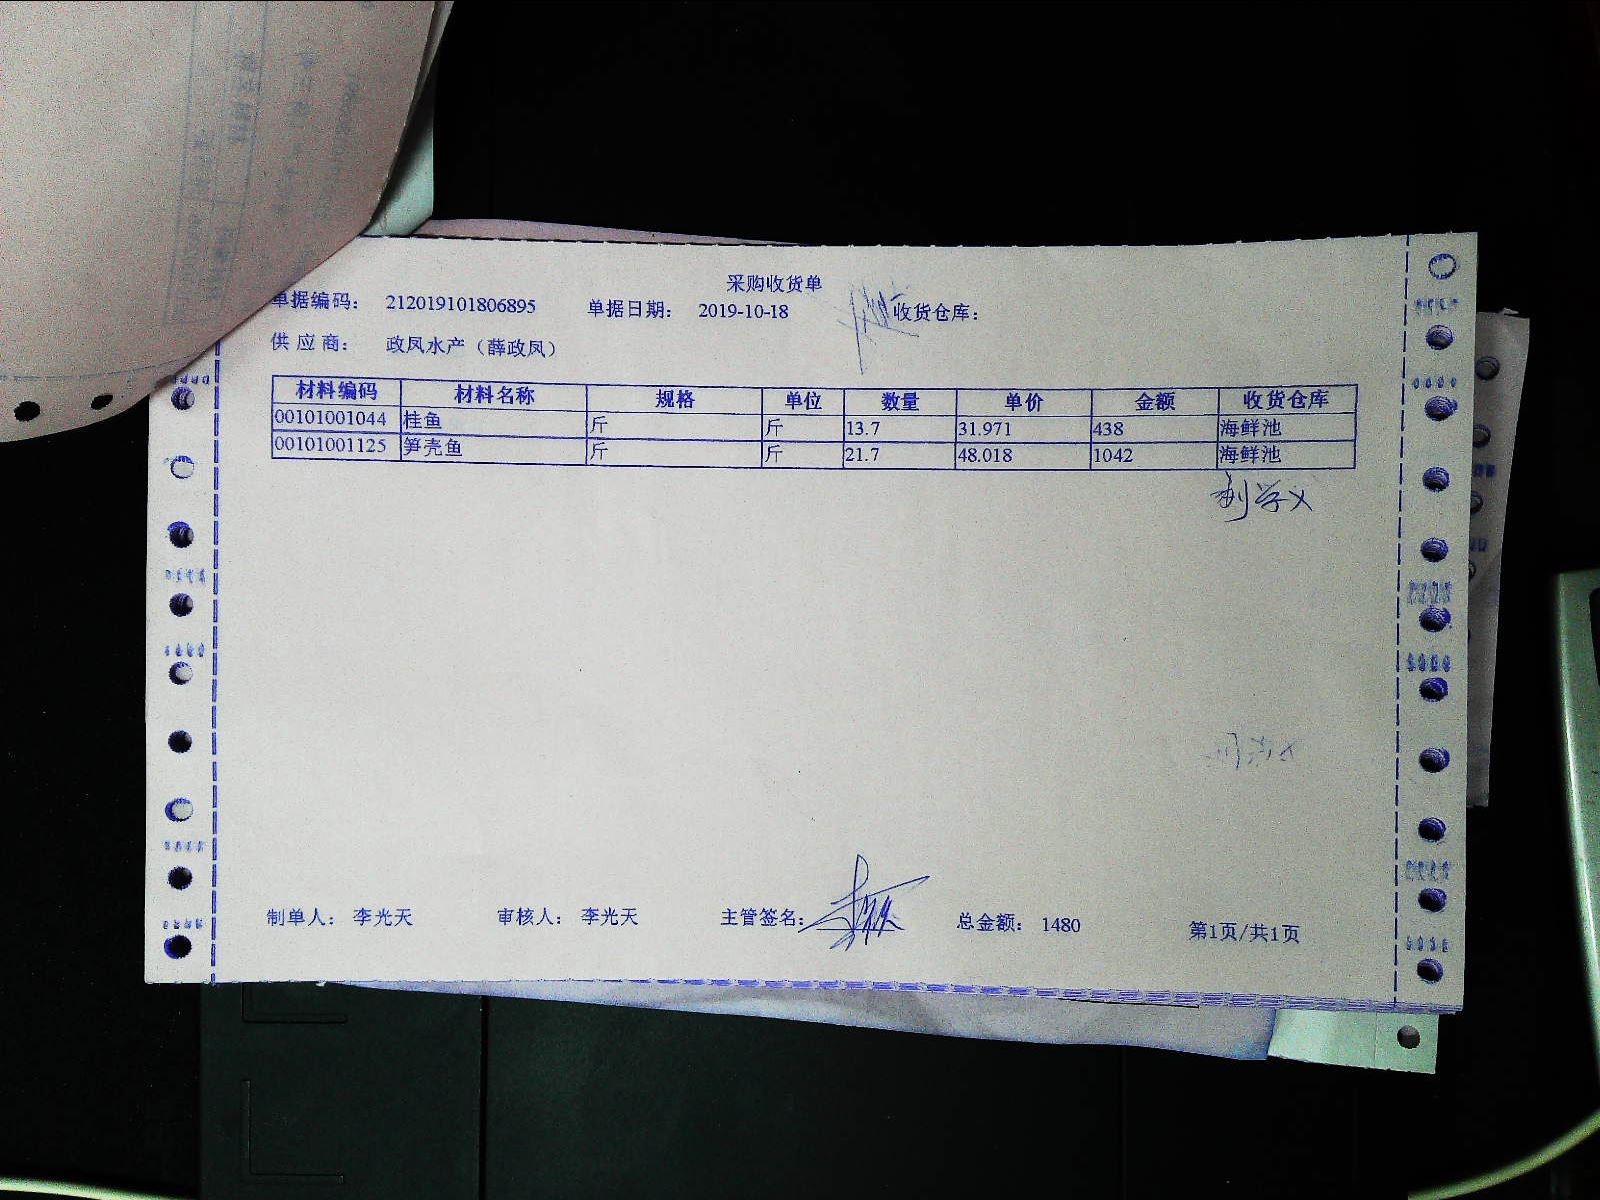 采购收货单
单据编码： 212019101806895 单据日期： 2019-10-18 收货仓库：
供 应 商： 政凤水产（薛政凤）
材料编码 材料名称 规格 单位 数量 单价 金额 收货仓库
00101001044 桂鱼 斤 斤 13.7 31.971 438 海鲜池
00101001125 笋壳鱼 斤 斤 21.7 48.018 1042 海鲜池
刘学义
制单人： 李光天 审核人： 李光天 主管签名： 总金额： 1480 第1页/共1页